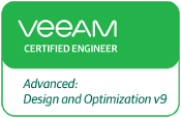 veeAM
CERTIFIED ENGINEER
Advanced:
Design and Optimization v9